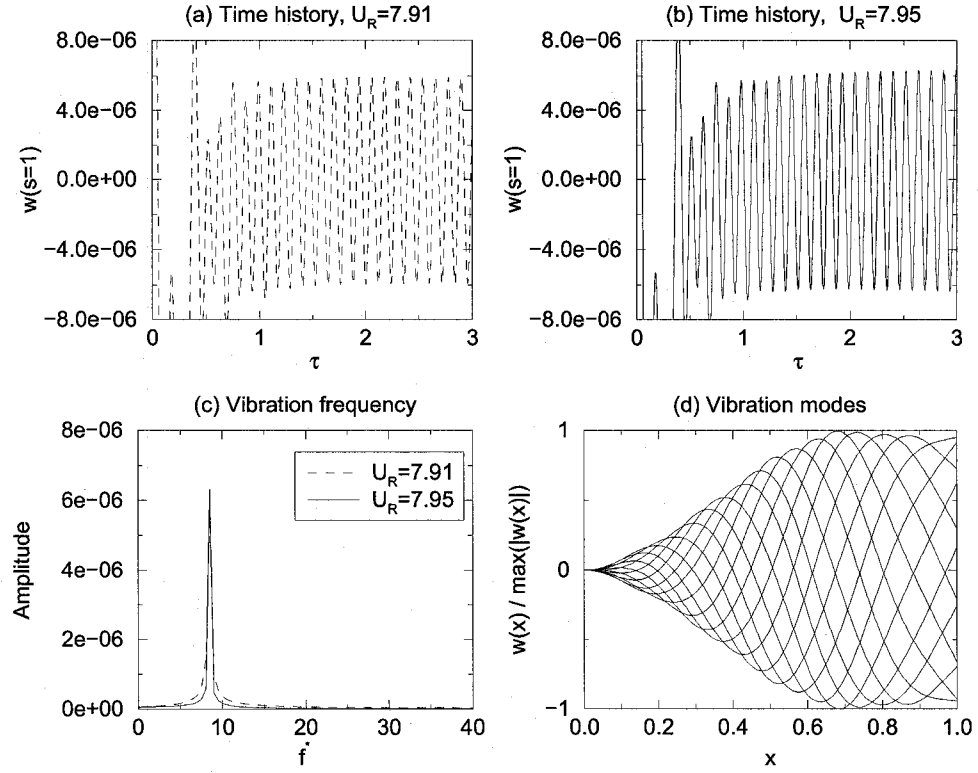 (a) Time history, U_R=7.91
8.0e-06
4.0e-06
0.0e+00
-4.0e-06
-8.0e-06
w(s=1)
0 1 2 3
τ
(b) Time history, U_R=7.95
8.0e-06
4.0e-06
0.0e+00
-4.0e-06
-8.0e-06
w(s=1)
0 1 2 3
τ
(c) Vibration frequency
8e-06
6e-06
4e-06
2e-06
0e+00
Amplitude
U_R=7.91
U_R=7.95
0 10 20 30 40
f*
(d) Vibration modes
1
0
-1
w(x) / max(|w(x)|)
0.0 0.2 0.4 0.6 0.8 1.0
x